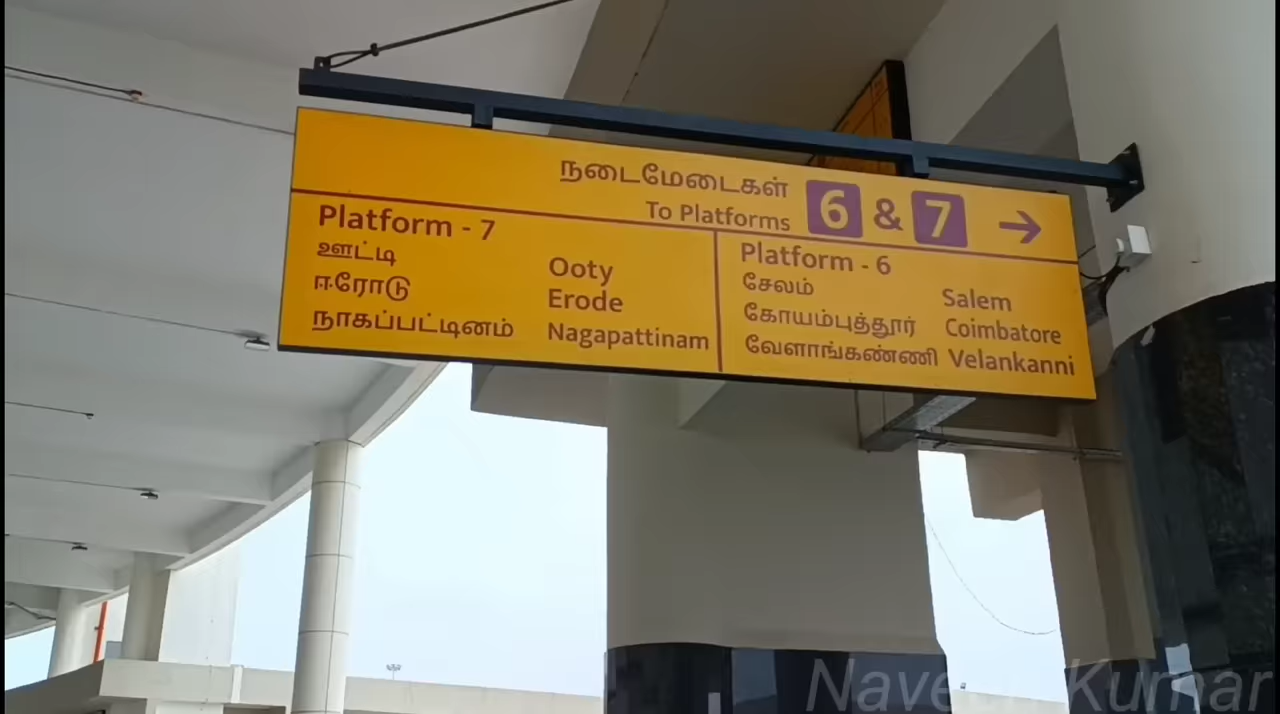 நடைமேடைகள்
To Platforms 6 & 7 →
Platform - 7
ஊட்டி Ooty
ஈரோடு Erode
நாகப்பட்டினம் Nagapattinam
Platform - 6
சேலம் Salem
கோயம்புத்தூர் Coimbatore
வேளாங்கண்ணி Velankanni
Naveen Kumar